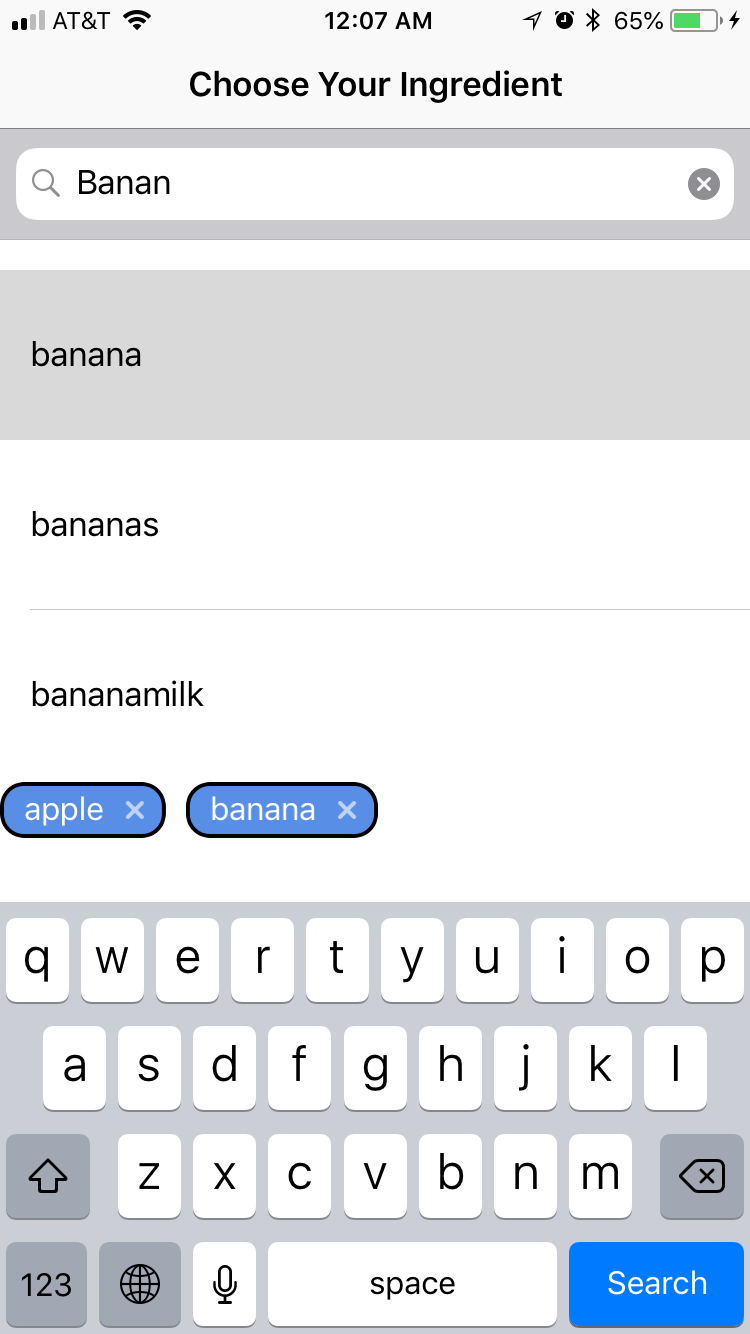 AT&T 12:07 AM 65%
Choose Your Ingredient
Banan
banana
bananas
bananamilk
apple × banana ×
q w e r t y u i o p
a s d f g h j k l
z x c v b n m
123 space Search